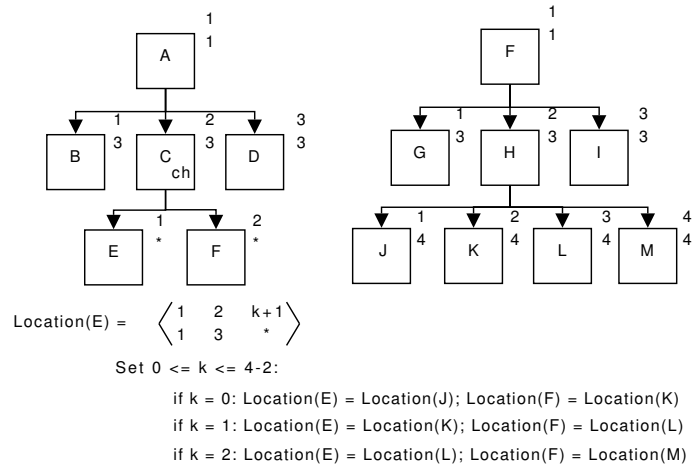 1 1
1 1
A F
1 2 3 1 2 3
B 3 C 3 D 3 G 3 H 3 I 3
ch
1 2 1 2 3 4
E * F * J 4 K 4 L 4 M 4
Location(E) = 1 2 k+1
1 3 *
Set 0 <= k <= 4-2:
if k = 0: Location(E) = Location(J); Location(F) = Location(K)
if k = 1: Location(E) = Location(K); Location(F) = Location(L)
if k = 2: Location(E) = Location(L); Location(F) = Location(M)